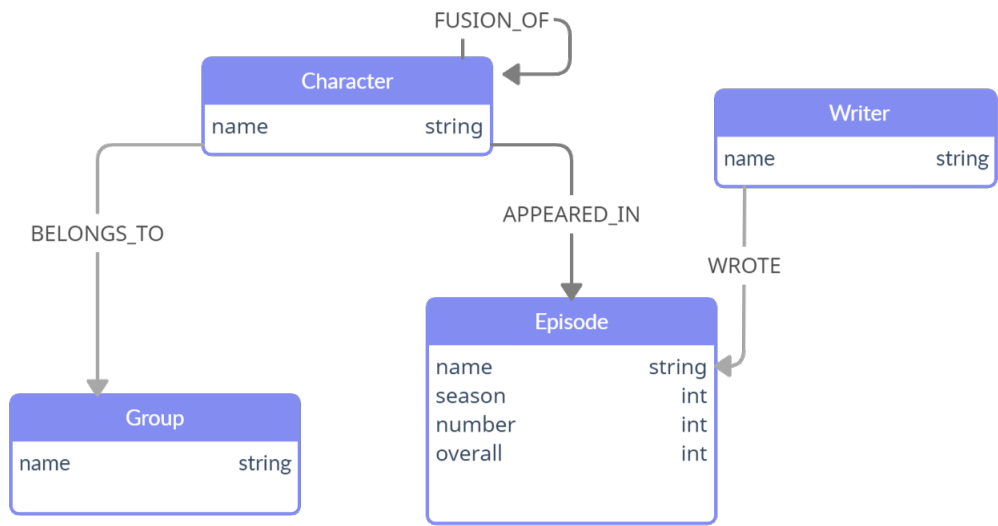 FUSION_OF
Character
name string
Writer
name string
BELONGS_TO
APPEARED_IN
WROTE
Episode
name string
season int
number int
overall int
Group
name string